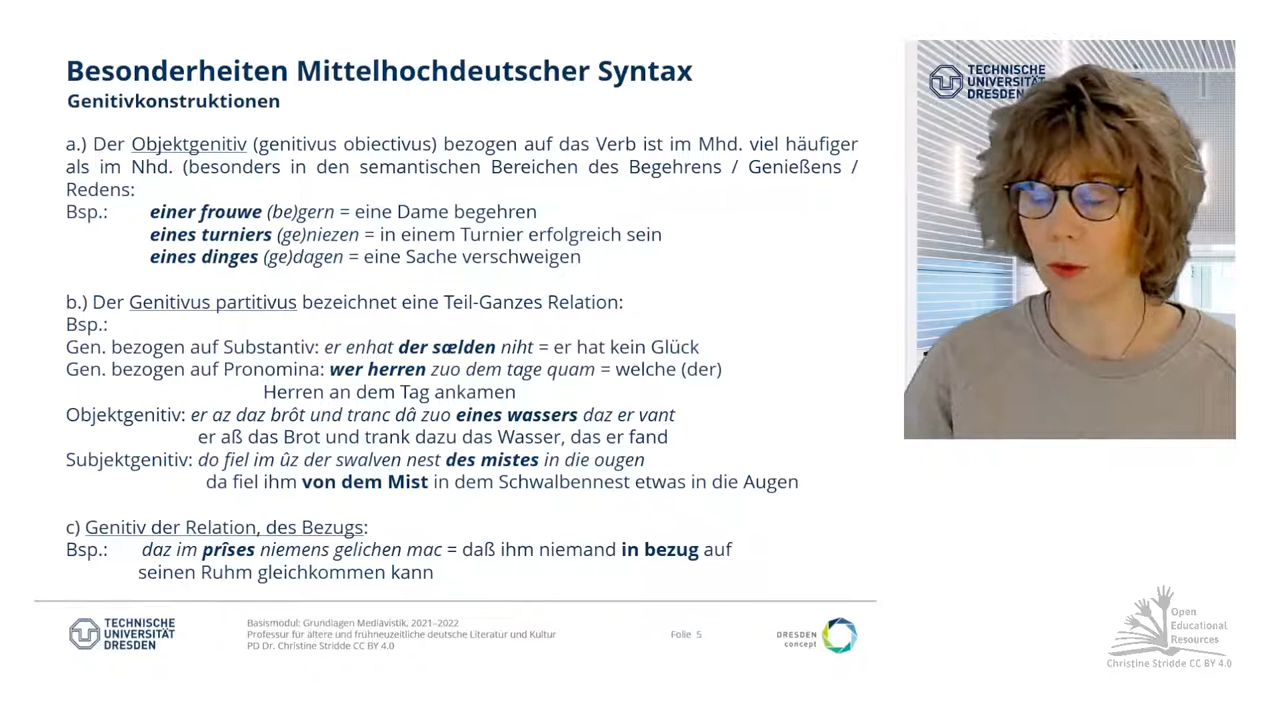 Besonderheiten Mittelhochdeutscher Syntax
Genitivkonstruktionen
a.) Der Objektgenitiv (genitivus obiectivus) bezogen auf das Verb ist im Mhd. viel häufiger
als im Nhd. (besonders in den semantischen Bereichen des Begehrens / Genießens /
Redens:
Bsp.: einer frouwe (be)gern = eine Dame begehren
eines turniers (ge)niezen = in einem Turnier erfolgreich sein
eines dinges (ge)dagen = eine Sache verschweigen
b.) Der Genitivus partitivus bezeichnet eine Teil-Ganzes Relation:
Bsp.:
Gen. bezogen auf Substantiv: er enhat der sælden niht = er hat kein Glück
Gen. bezogen auf Pronomina: wer herren zuo dem tage quam = welche (der)
Herren an dem Tag ankamen
Objektgenitiv: er az daz brôt und tranc dâ zuo eines wassers daz er vant
er aß das Brot und trank dazu das Wasser, das er fand
Subjektgenitiv: do fiel im ûz der swalven nest des mistes in die ougen
da fiel ihm von dem Mist in dem Schwalbennest etwas in die Augen
c) Genitiv der Relation, des Bezugs:
Bsp.: daz im prîses niemens gelichen mac = daß ihm niemand in bezug auf
seinen Ruhm gleichkommen kann
TECHNISCHE
UNIVERSITÄT
DRESDEN
Basismodul: Grundlagen Mediävistik, 2021–2022
Professur für ältere und frühneuzeitliche deutsche Literatur und Kultur
PD Dr. Christine Stridde CC BY 4.0
Folie 5
DRESDEN
concept
TECHNISCHE
UNIVERSITÄT
DRESDEN
Open
Educational
Resources
Christine Stridde CC BY 4.0